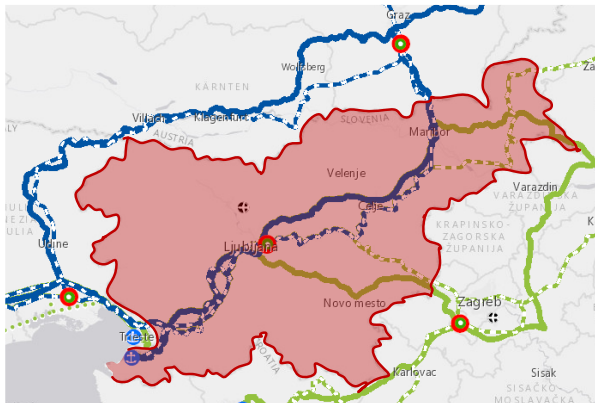 Graz
Wolfsberg
KÄRNTEN
Villach
Klagenfurt
AUSTRIA
SLOVENIA
Maribor
Velenje
Varazdin
VARAŽDINSKA
ŽUPANIJA
Celje
KRAPINSKO-
ZAGORSKA
ŽUPANIJA
Udine
Ljubljana
Novo mesto
Zagreb
Trieste
CROATIA
Karlovac
Sisak
SISAČKO-
MOSLAVAČKA